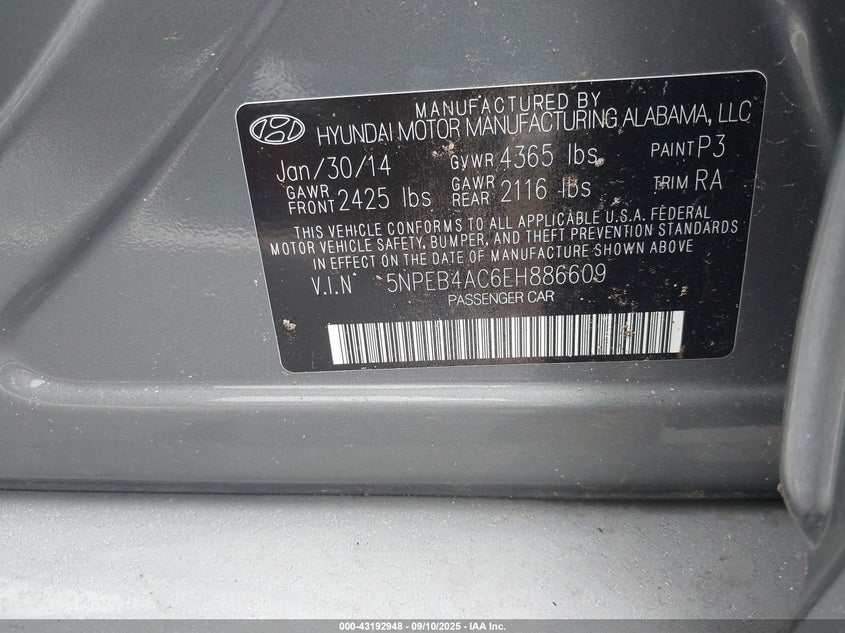 MANUFACTURED BY
HYUNDAI MOTOR MANUFACTURING ALABAMA, LLC
Jan/30/14 GVWR 4365 lbs PAINT P3
GAWR FRONT 2425 lbs GAWR REAR 2116 lbs TRIM RA
THIS VEHICLE CONFORMS TO ALL APPLICABLE U.S.A. FEDERAL
MOTOR VEHICLE SAFETY, BUMPER, AND THEFT PREVENTION STANDARDS
IN EFFECT ON THE DATE OF MANUFACTURE SHOWN ABOVE
V.I.N 5NPEB4AC6EH886609
PASSENGER CAR
000-43192948 - 09/10/2025 - IAA Inc.